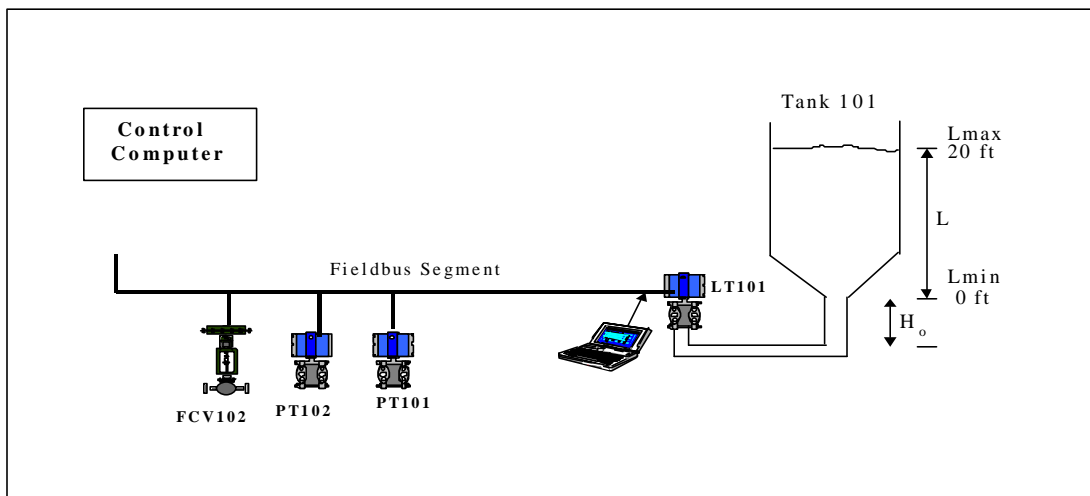 Tank 101
Control
Computer
Lmax
20 ft
L
Fieldbus Segment
LT101
Lmin
0 ft
Ho
FCV102
PT102
PT101